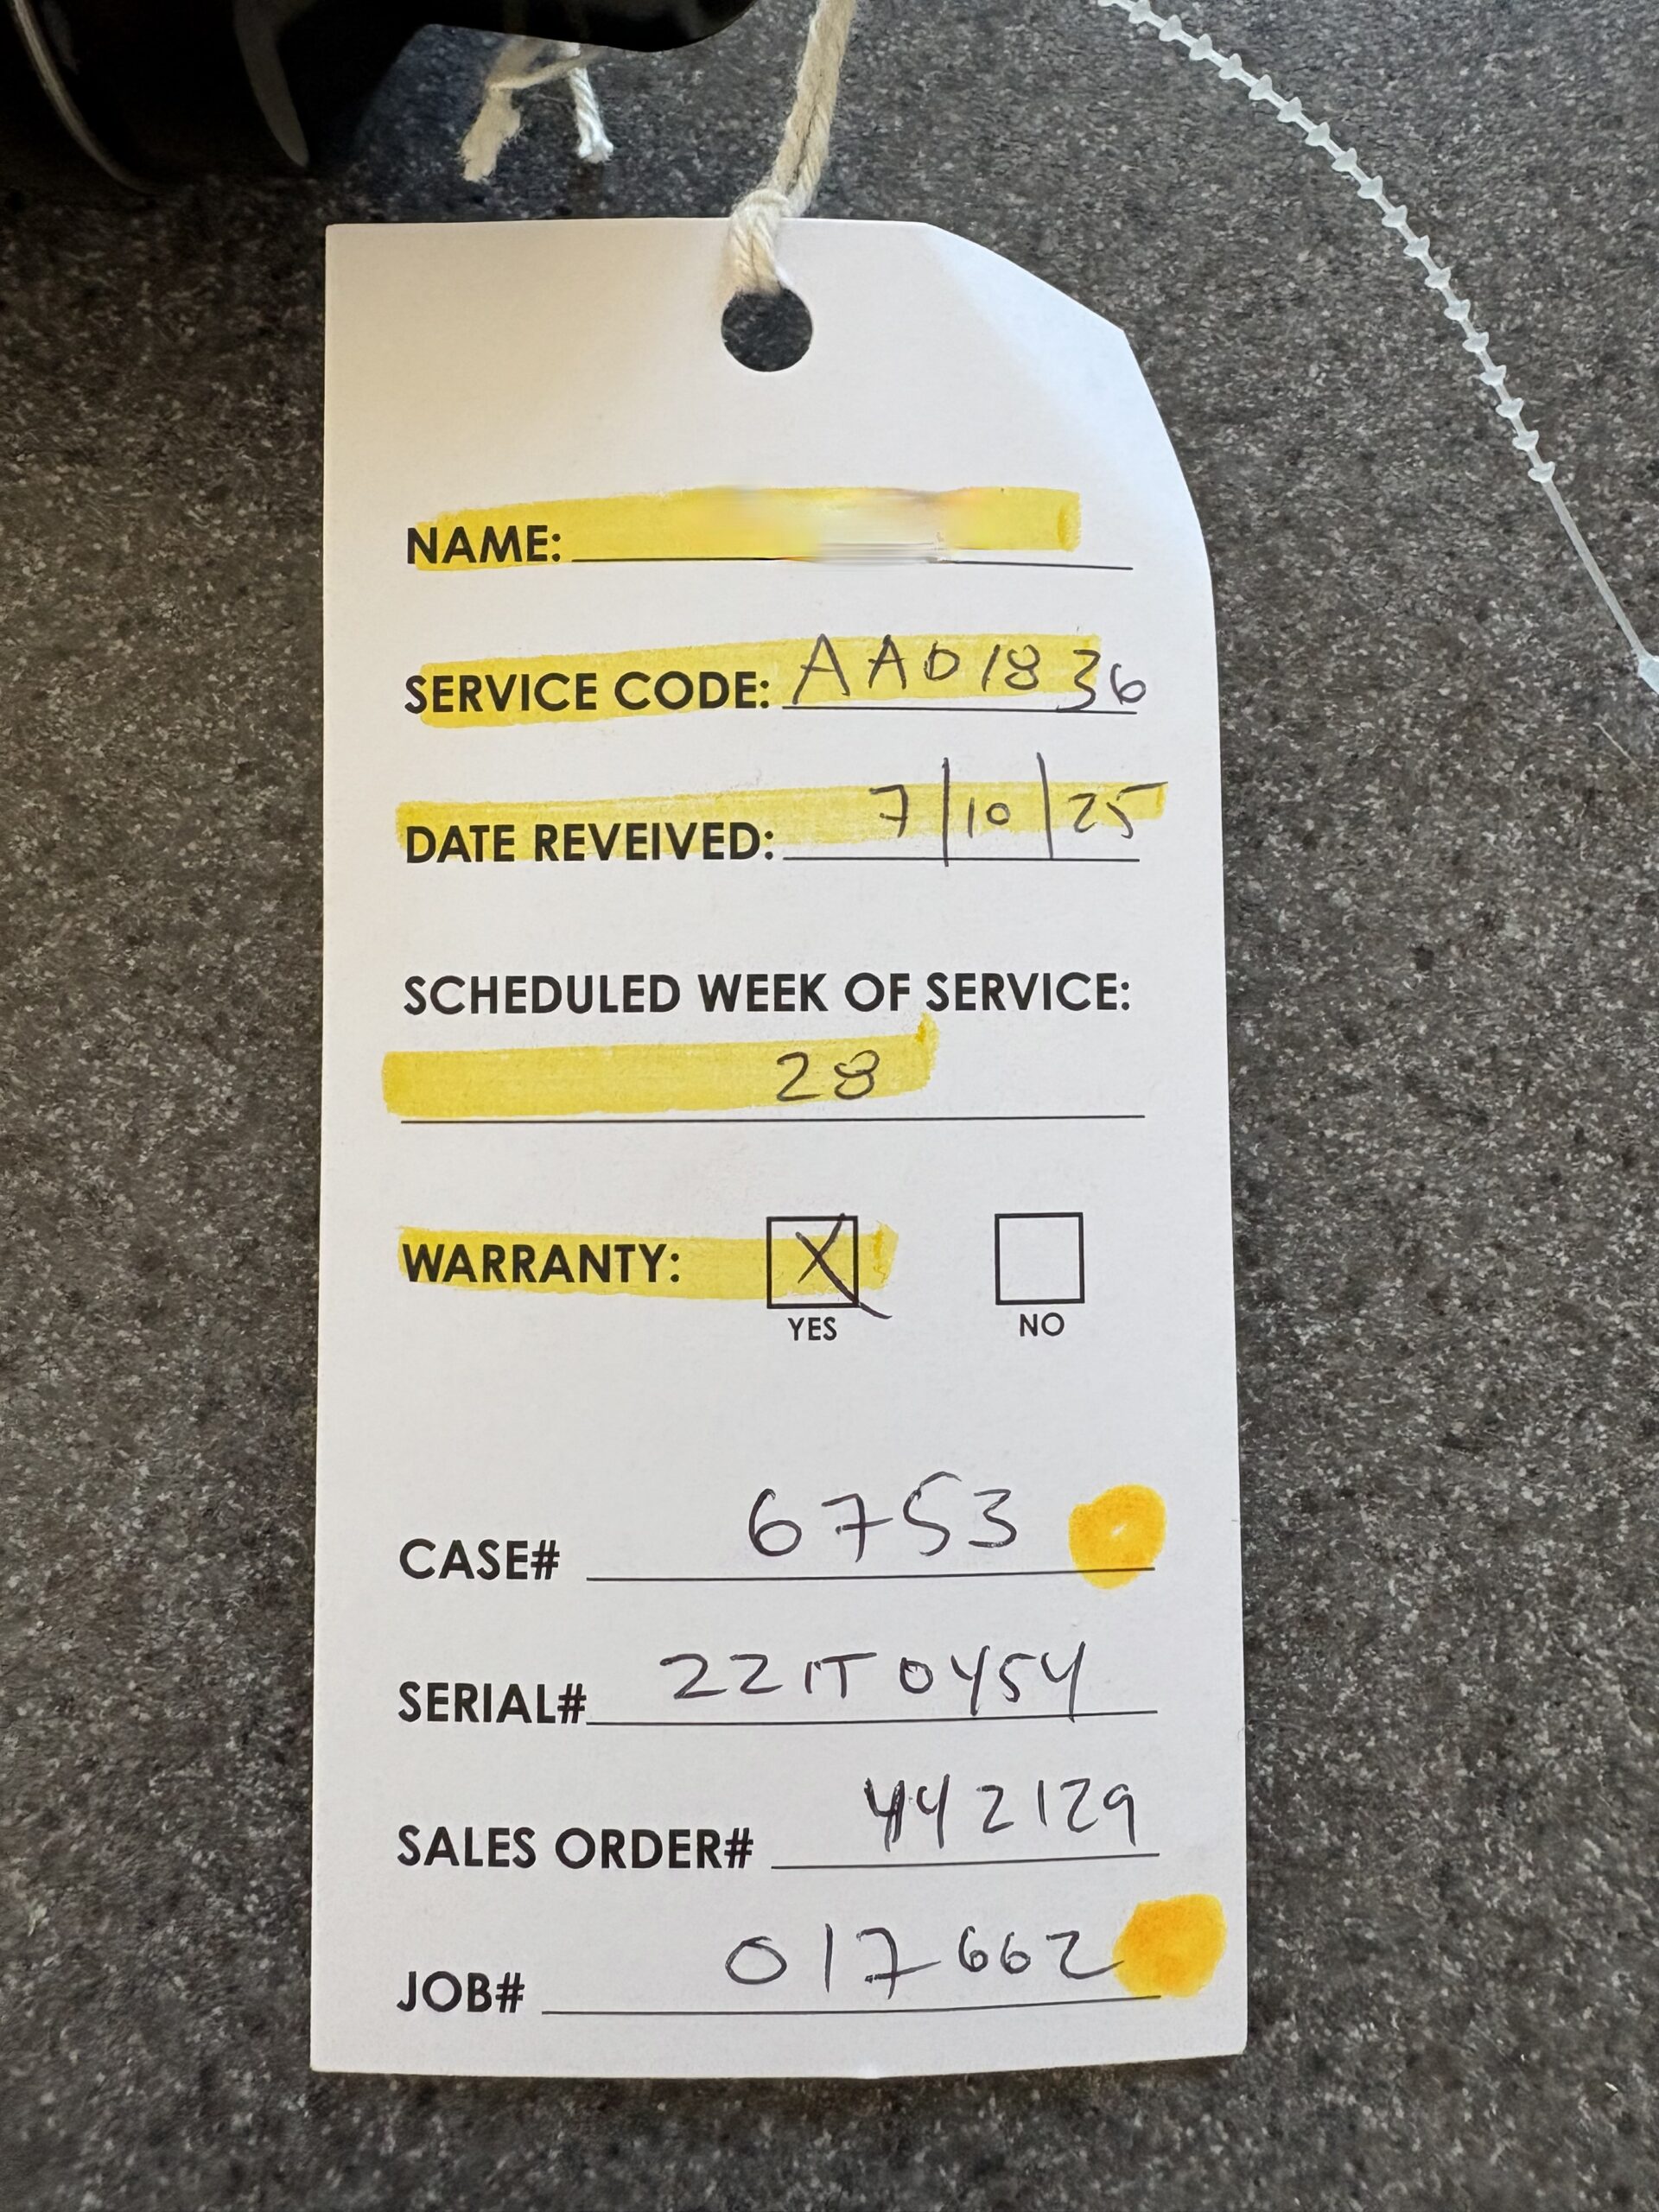 NAME:
SERVICE CODE: AA01836
DATE REVEIVED: 7/10/25
SCHEDULED WEEK OF SERVICE:
28
WARRANTY: X
YES NO
CASE# 6753
SERIAL# 221T0454
SALES ORDER# 442129
JOB# 017662